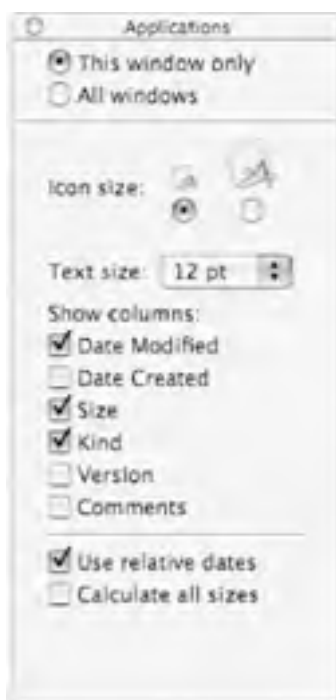 Applications
This window only
All windows
Icon size:
Text size: 12 pt
Show columns:
Date Modified
Date Created
Size
Kind
Version
Comments
Use relative dates
Calculate all sizes